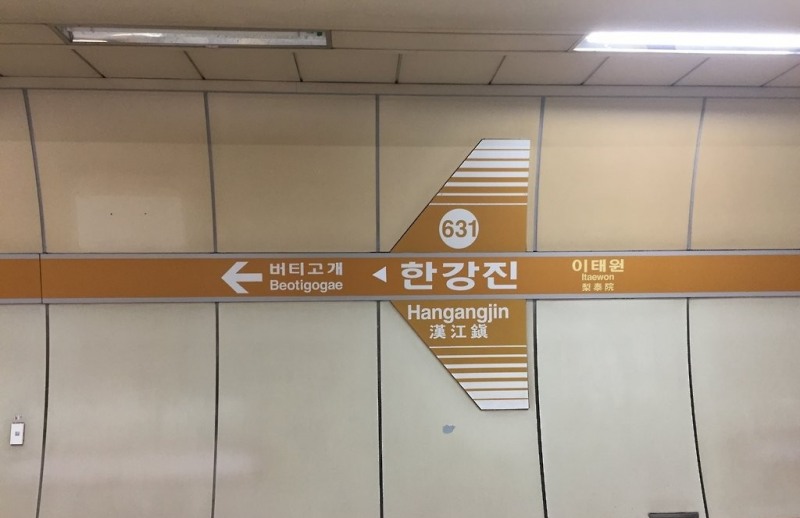 631
버티고개
Beotigogae
한강진
Hangangjin
漢江鎭
이태원
Itaewon
梨泰院